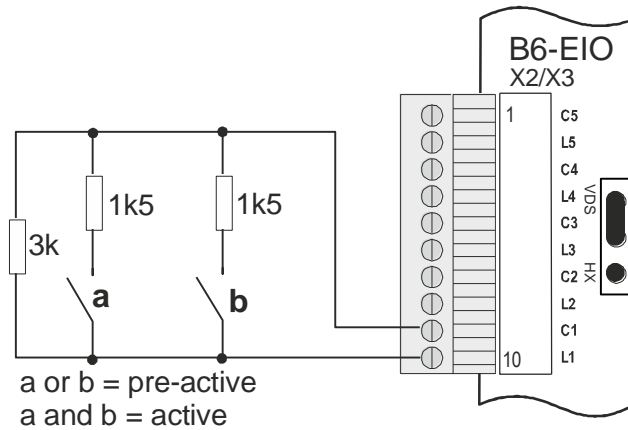 B6-EIO
X2/X3
1
C5
L5
C4
L4
VDS
C3
L3
HX
C2
L2
C1
10
L1
1k5
1k5
3k
a
b
a or b = pre-active
a and b = active